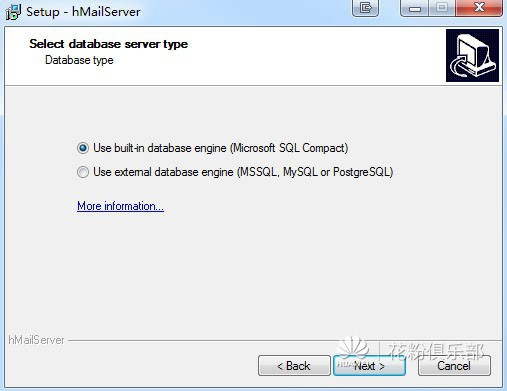 Setup - hMailServer
Select database server type
Database type
Use built-in database engine (Microsoft SQL Compact)
Use external database engine (MSSQL, MySQL or PostgreSQL)
More information...
hMailServer
花粉俱乐部
HUAWEI
< Back
Next >
Cancel